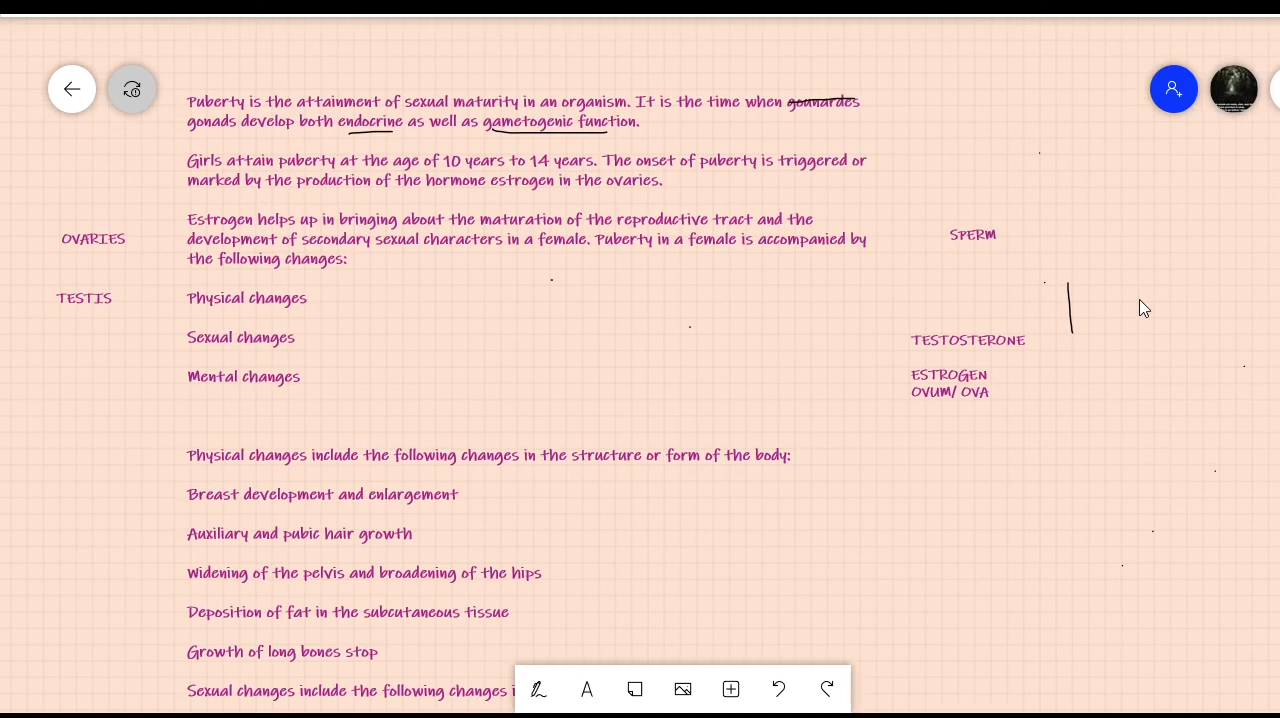 Puberty is the attainment of sexual maturity in an organism. It is the time when gounardes
gonads develop both endocrine as well as gametogenic function.
Girls attain puberty at the age of 10 years to 14 years. The onset of puberty is triggered or
marked by the production of the hormone estrogen in the ovaries.
Estrogen helps up in bringing about the maturation of the reproductive tract and the
development of secondary sexual characters in a female. Puberty in a female is accompanied by
the following changes:
OVARIES
SPERM
TESTIS
Physical changes
Sexual changes
TESTOSTERONE
Mental changes
ESTROGEN
OVUM/ OVA
Physical changes include the following changes in the structure or form of the body:
Breast development and enlargement
Auxiliary and pubic hair growth
Widening of the pelvis and broadening of the hips
Deposition of fat in the subcutaneous tissue
Growth of long bones stop
Sexual changes include the following changes